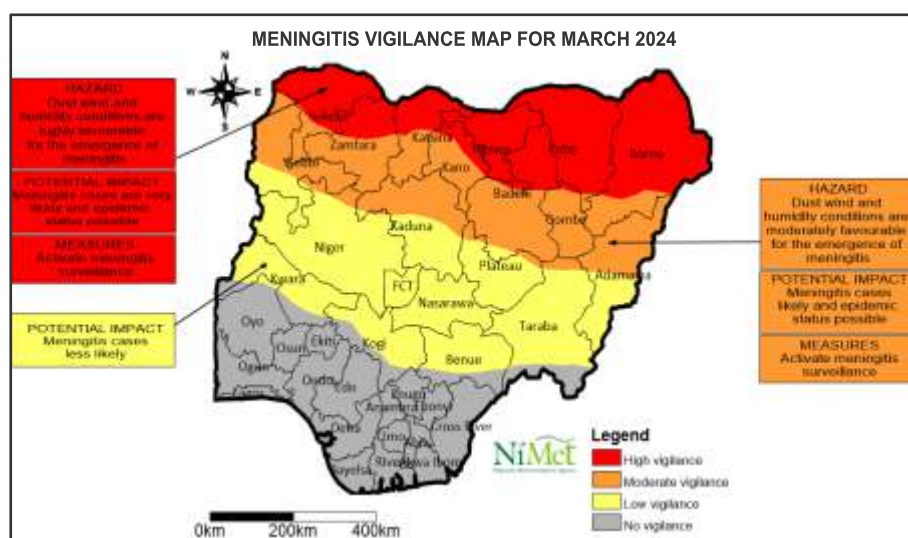 MENINGITIS VIGILANCE MAP FOR MARCH 2024
N
W E
S
HAZARD
Dust wind and
humidity conditions are
highly favourable
for the emergence of
meningitis
POTENTIAL IMPACT
Meningitis cases are very
likely and epidemic
status possible
MEASURES
Activate meningitis
surveillance
POTENTIAL IMPACT
Meningitis cases
less likely
HAZARD
Dust wind and
humidity conditions are
moderately favourable
for the emergence of
meningitis
POTENTIAL IMPACT
Meningitis cases
likely and epidemic
status possible
MEASURES
Activate meningitis
surveillance
Zamfara
Katsina
Kano
Yobe
Borno
Kebbi
Bauchi
Gombe
Kaduna
Niger
Plateau
Adamawa
FCT
Kwara
Nasarawa
Taraba
Oyo
Kogi
Benue
Osun
Ekiti
Ogun
Ondo
Edo
Enugu
Anambra
Cross River
Delta
Imo
Abia
Akwa Ibom
Bayelsa
NiMet
Legend
High vigilance
Moderate vigilance
Low vigilance
No vigilance
0km 200km 400km